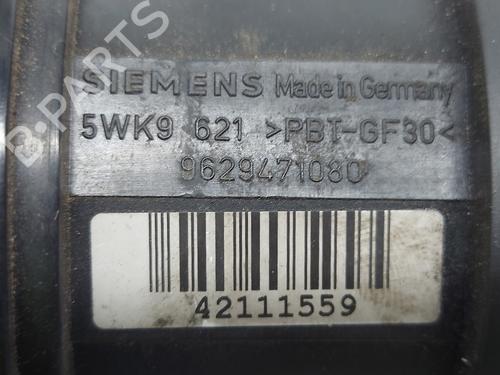 SIEMENS Made in Germany
5WK9 621 >PBT-GF30<
9629471080
42111559
B-PARTS